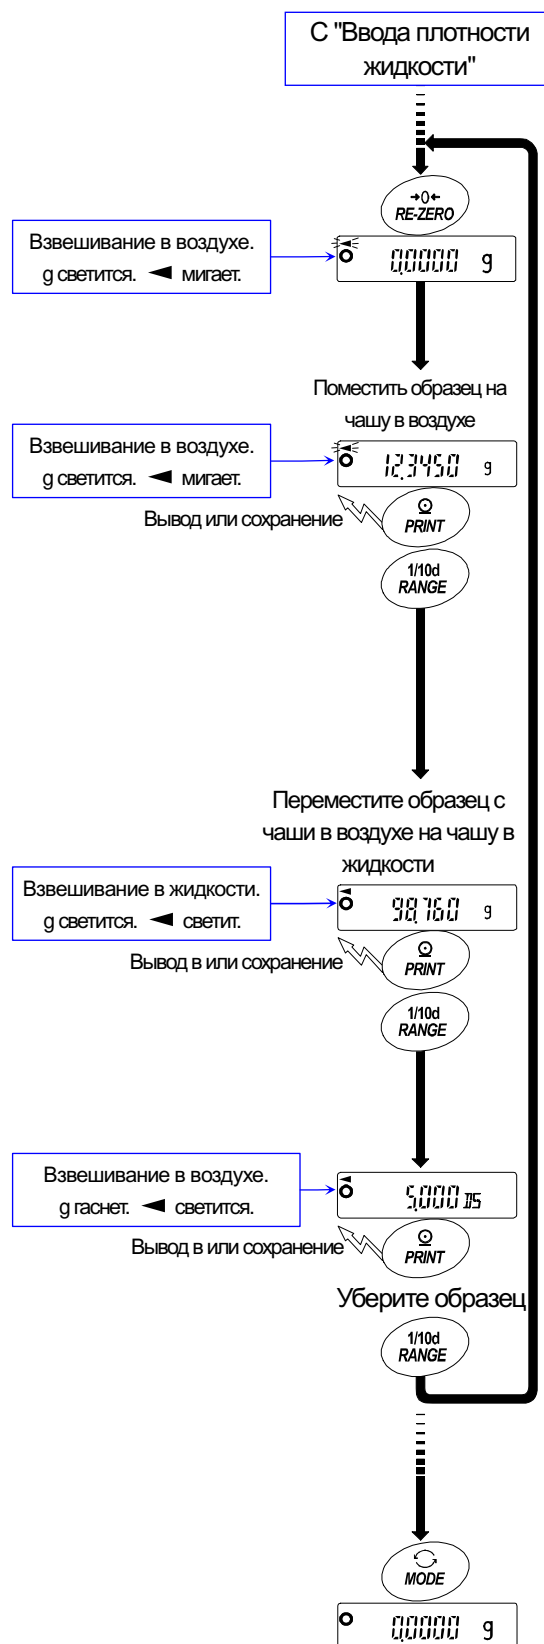 С "Ввода плотности
жидкости"
→0←
RE-ZERO
Взвешивание в воздухе.
g светится. ◄ мигает.
0.0000 g
Поместить образец на
чашу в воздухе
Взвешивание в воздухе.
g светится. ◄ мигает.
12.3450 g
Вывод или сохранение
PRINT
1/10d
RANGE
Переместите образец с
чаши в воздухе на чашу в
жидкости
Взвешивание в жидкости.
g светится. ◄ светит.
98.760 g
Вывод в или сохранение
PRINT
1/10d
RANGE
Взвешивание в воздухе.
g гаснет. ◄ светится.
5.000 DS
Вывод в или сохранение
PRINT
Уберите образец
1/10d
RANGE
MODE
0.0000 g